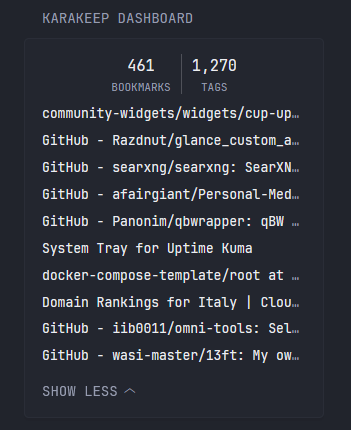 KARAKEEP DASHBOARD
461 1,270
BOOKMARKS TAGS
community-widgets/widgets/cup-up…
GitHub - Razdnut/glance_custom_a…
GitHub - searxng/searxng: SearXN…
GitHub - afairgiant/Personal-Med…
GitHub - Panonim/qbwrapper: qBW …
System Tray for Uptime Kuma
docker-compose-template/root at …
Domain Rankings for Italy | Clou…
GitHub - iib0011/omni-tools: Sel…
GitHub - wasi-master/13ft: My ow…
SHOW LESS